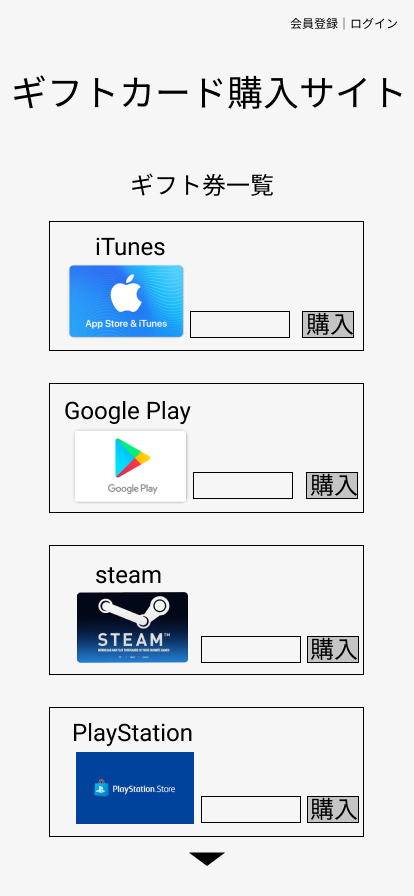 会員登録｜ログイン
ギフトカード購入サイト
ギフト券一覧
iTunes
App Store & iTunes
購入
Google Play
Google Play
購入
steam
STEAM™
購入
PlayStation
PlayStation.Store
購入